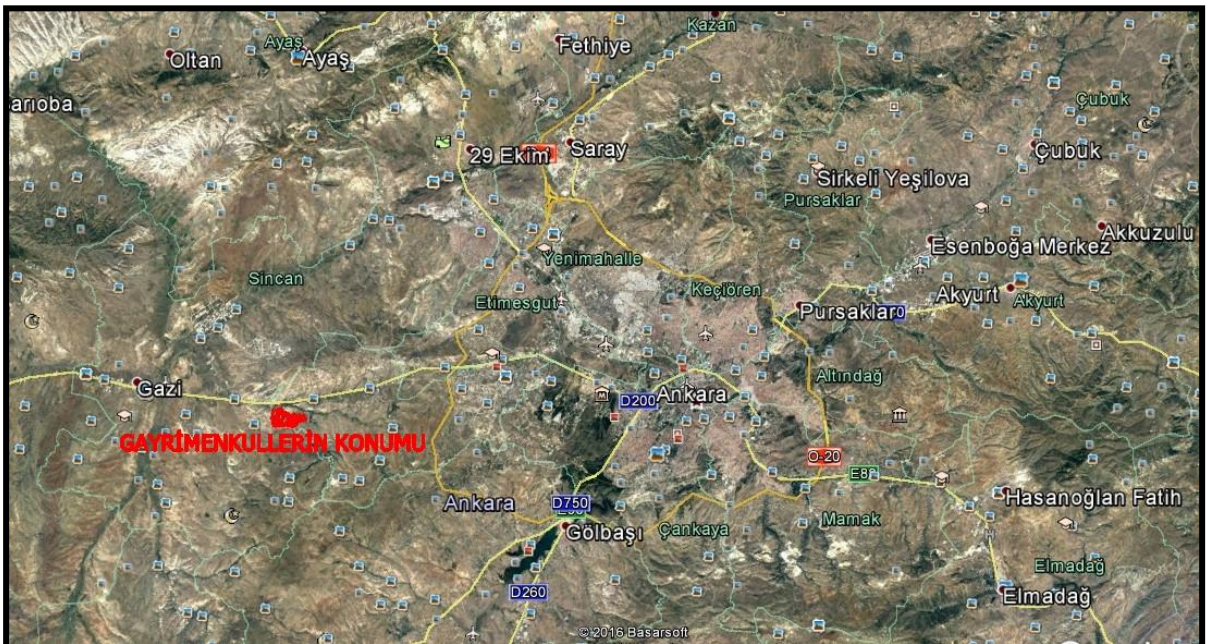 Kazan
Fethiye
Ayaş
Oltan
Ayaş
arıoba
Çubuk
29 Ekim
Saray
Çubuk
Sirkeli Yeşilova
Pursaklar
Akkuzulu
Esenboğa Merkez
Yenimahalle
Sincan
Keçiören
Akyurt
Akyurt
Etimesgut
Pursaklar
0
Altındağ
Gazi
D200
Ankara
GAYRİMENKULLERİN KONUMU
O-20
E88
Ankara
D750
Hasanoğlan Fatih
Gölbaşı
Çankaya
Mamak
Elmadağ
D260
Elmadağ
© 2016 Basarsoft